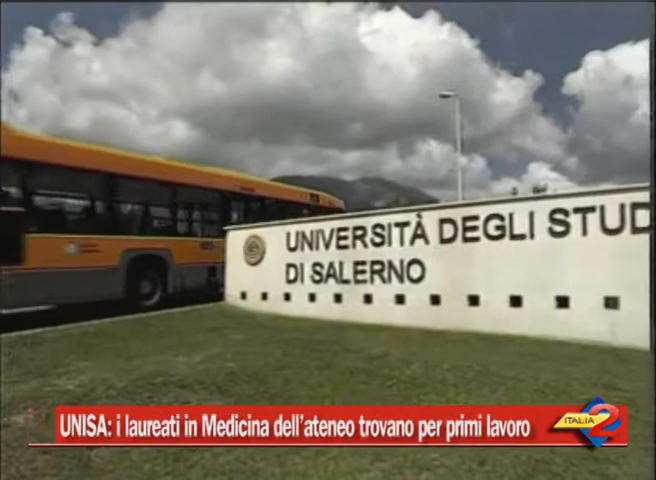 UNIVERSITÀ DEGLI STUD
DI SALERNO
UNISA: i laureati in Medicina dell'ateneo trovano per primi lavoro
ITALIA 2